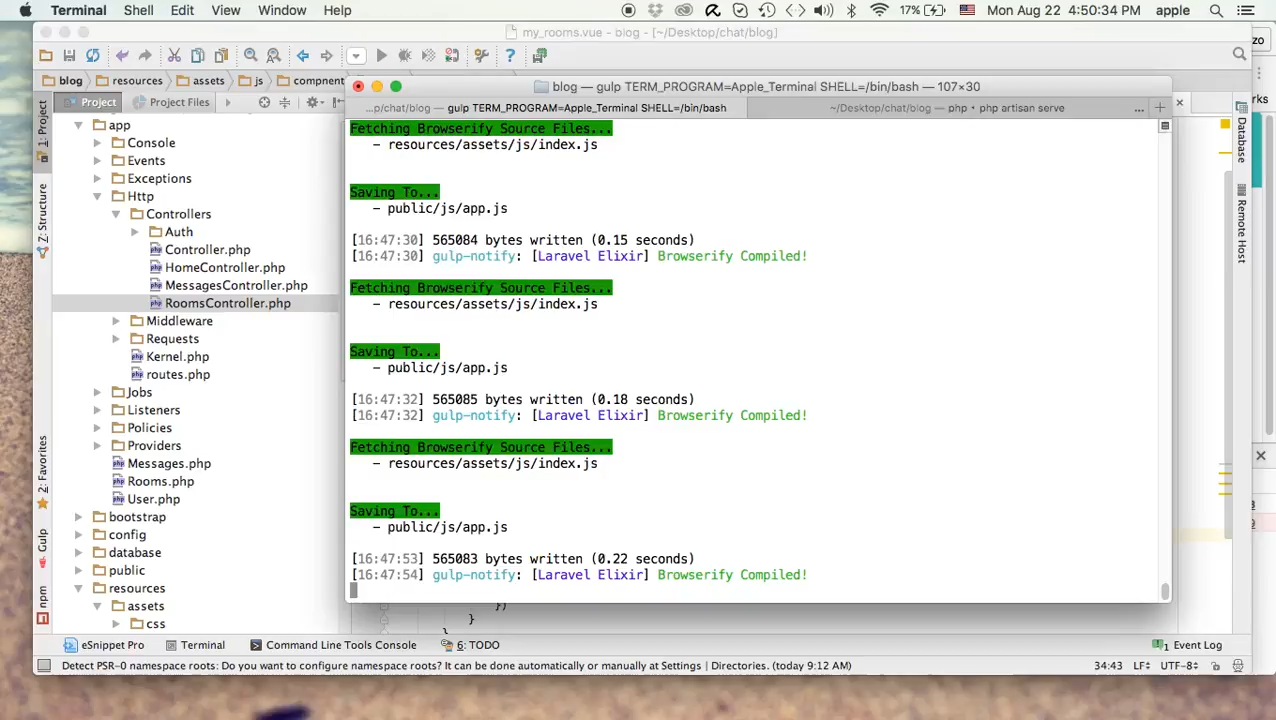 Terminal Shell Edit View Window Help 17% Mon Aug 22 4:50:34 PM apple
my_rooms.vue - blog - [~/Desktop/chat/blog]
blog resources assets js compnent
blog — gulp TERM_PROGRAM=Apple_Terminal SHELL=/bin/bash — 107×30
1: Project
Project Project Files
...p/chat/blog — gulp TERM_PROGRAM=Apple_Terminal SHELL=/bin/bash
~/Desktop/chat/blog — php • php artisan serve
...
app
Console
Events
Exceptions
Http
Controllers
Auth
Controller.php
HomeController.php
MessagesController.php
RoomsController.php
Middleware
Requests
Kernel.php
routes.php
Jobs
Listeners
Policies
Providers
Messages.php
Rooms.php
User.php
bootstrap
config
database
public
resources
assets
css
Z: Structure
2: Favorites
Gulp
npm
Fetching Browserify Source Files...
- resources/assets/js/index.js
Saving To...
- public/js/app.js
[16:47:30] 565084 bytes written (0.15 seconds)
[16:47:30] gulp-notify: [Laravel Elixir] Browserify Compiled!
Fetching Browserify Source Files...
- resources/assets/js/index.js
Saving To...
- public/js/app.js
[16:47:32] 565085 bytes written (0.18 seconds)
[16:47:32] gulp-notify: [Laravel Elixir] Browserify Compiled!
Fetching Browserify Source Files...
- resources/assets/js/index.js
Saving To...
- public/js/app.js
[16:47:53] 565083 bytes written (0.22 seconds)
[16:47:54] gulp-notify: [Laravel Elixir] Browserify Compiled!
})
}
Database
Remote Host
eSnippet Pro Terminal Command Line Tools Console 6: TODO 1 Event Log
Detect PSR-0 namespace roots: Do you want to configure namespace roots? It can be done automatically or manually at Settings | Directories. (today 9:12 AM) 34:43 LF UTF-8